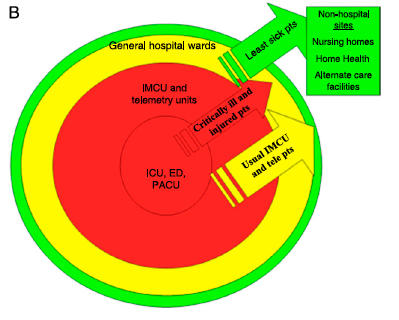 B
General hospital wards
IMCU and
telemetry units
ICU, ED,
PACU
Critically ill and
injured pts
Usual IMCU
and tele pts
Least sick pts
Non-hospital
sites
Nursing homes
Home Health
Alternate care
facilities